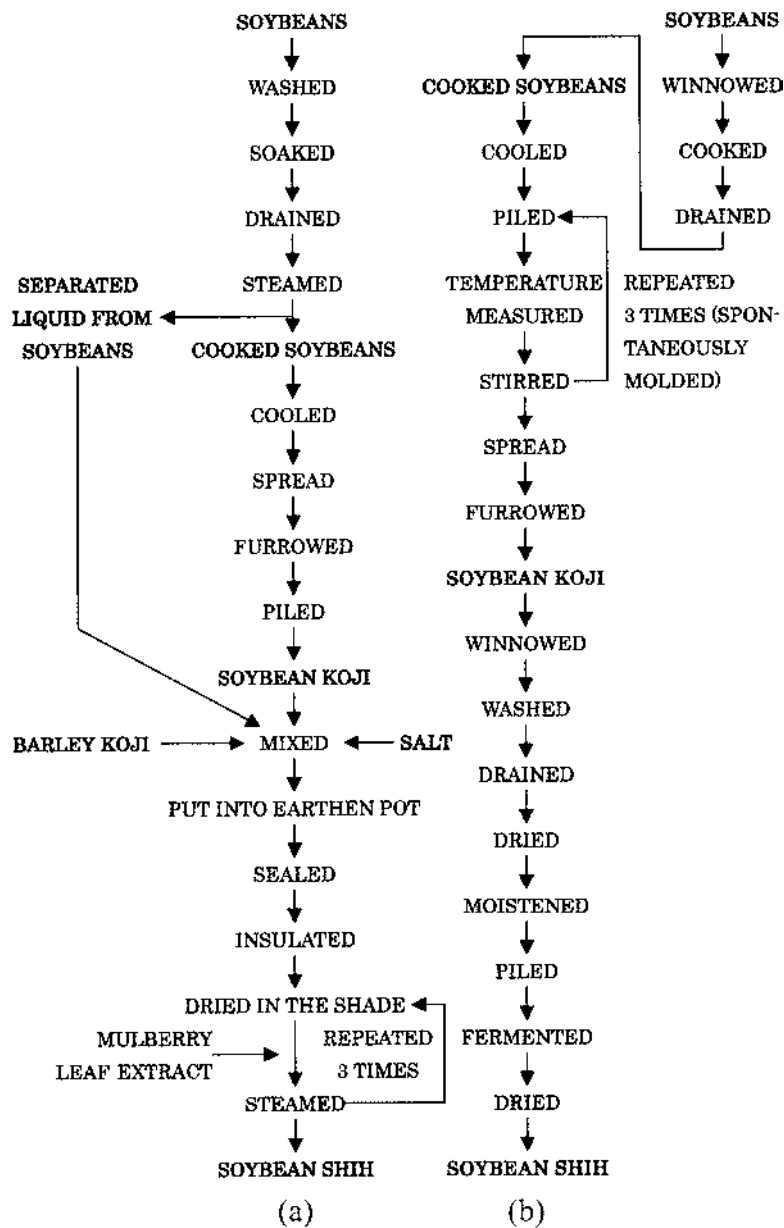 SOYBEANS
WASHED
SOAKED
DRAINED
STEAMED
SEPARATED
LIQUID FROM
SOYBEANS
COOKED SOYBEANS
COOLED
SPREAD
FURROWED
PILED
SOYBEAN KOJI
BARLEY KOJI
MIXED
SALT
PUT INTO EARTHEN POT
SEALED
INSULATED
DRIED IN THE SHADE
MULBERRY
LEAF EXTRACT
REPEATED
3 TIMES
STEAMED
SOYBEAN SHIH
(a)
SOYBEANS
WINNOWED
COOKED
DRAINED
COOKED SOYBEANS
COOLED
PILED
TEMPERATURE
MEASURED
STIRRED
REPEATED
3 TIMES (SPON-
TANEOUSLY
MOLDED)
SPREAD
FURROWED
SOYBEAN KOJI
WINNOWED
WASHED
DRAINED
DRIED
MOISTENED
PILED
FERMENTED
DRIED
SOYBEAN SHIH
(b)